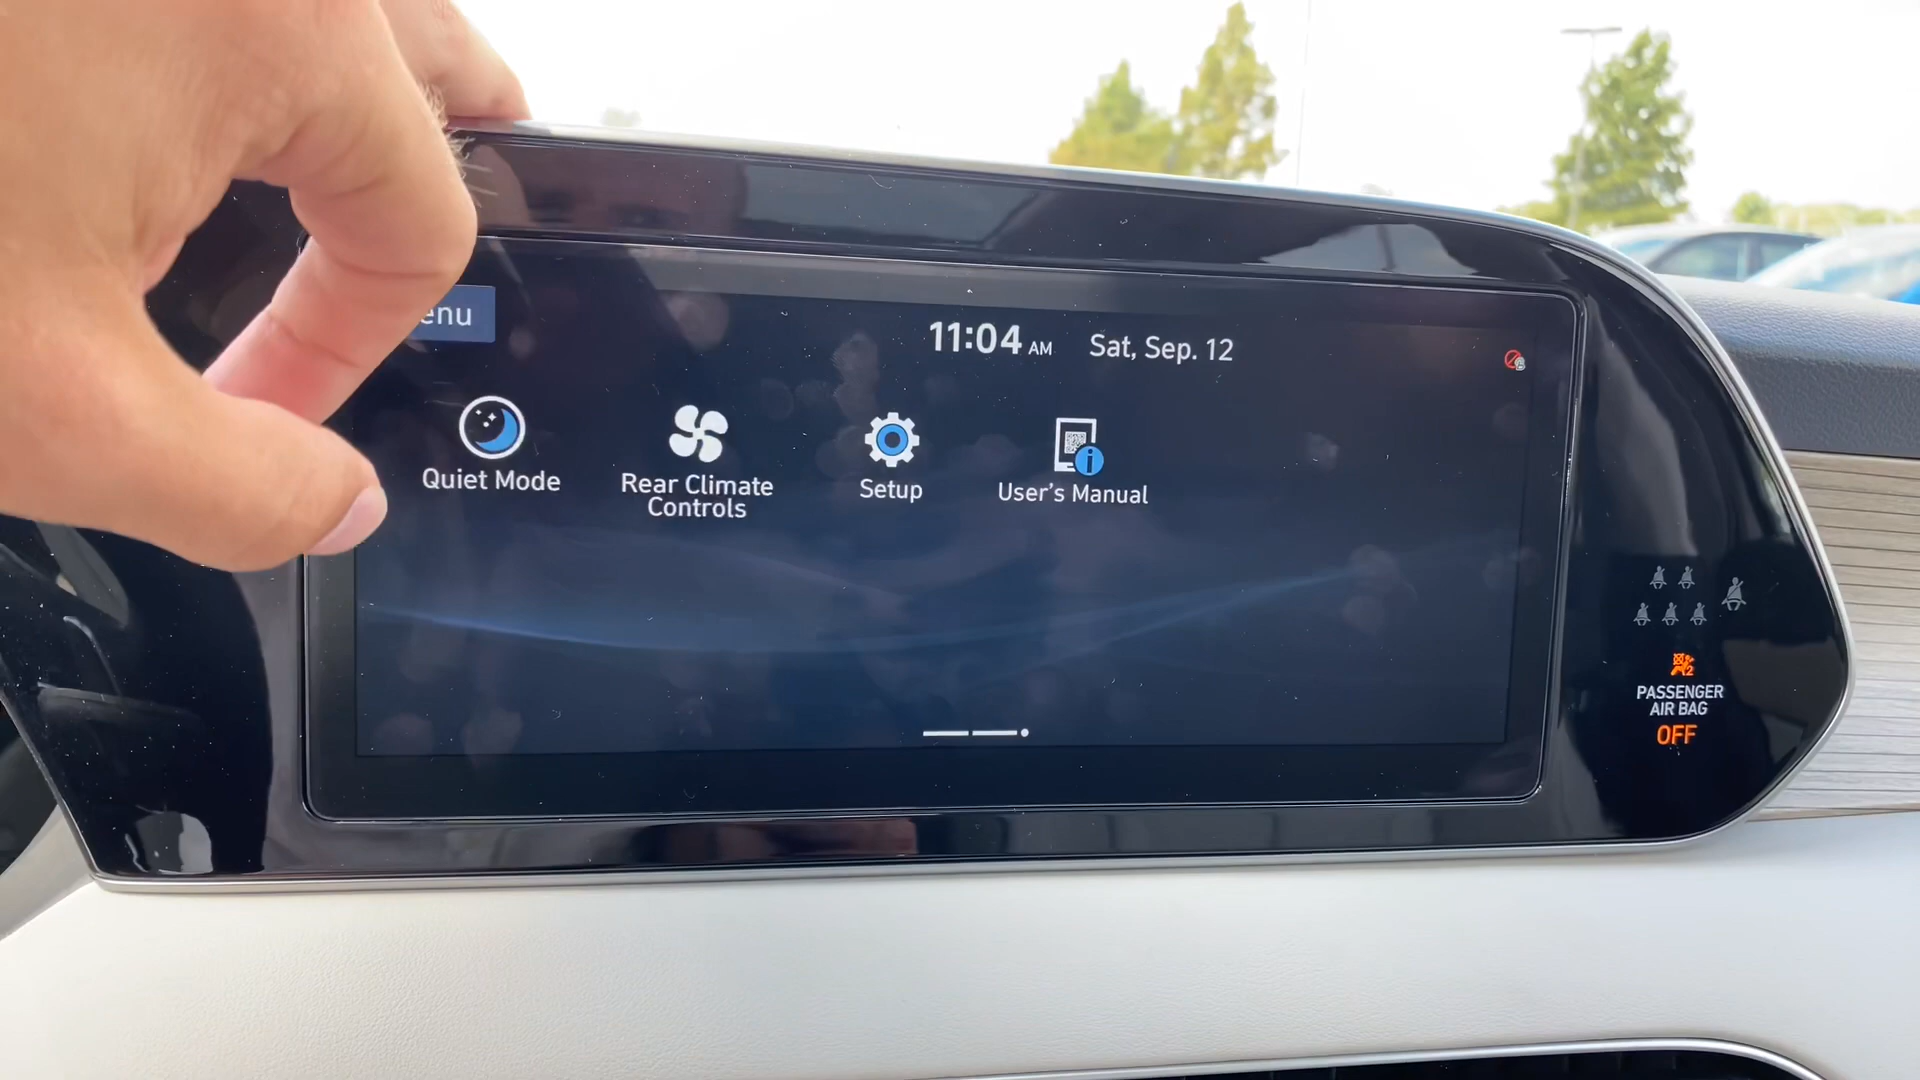 enu
11:04 AM Sat, Sep. 12
Quiet Mode
Rear Climate
Controls
Setup
User's Manual
2
PASSENGER
AIR BAG
OFF